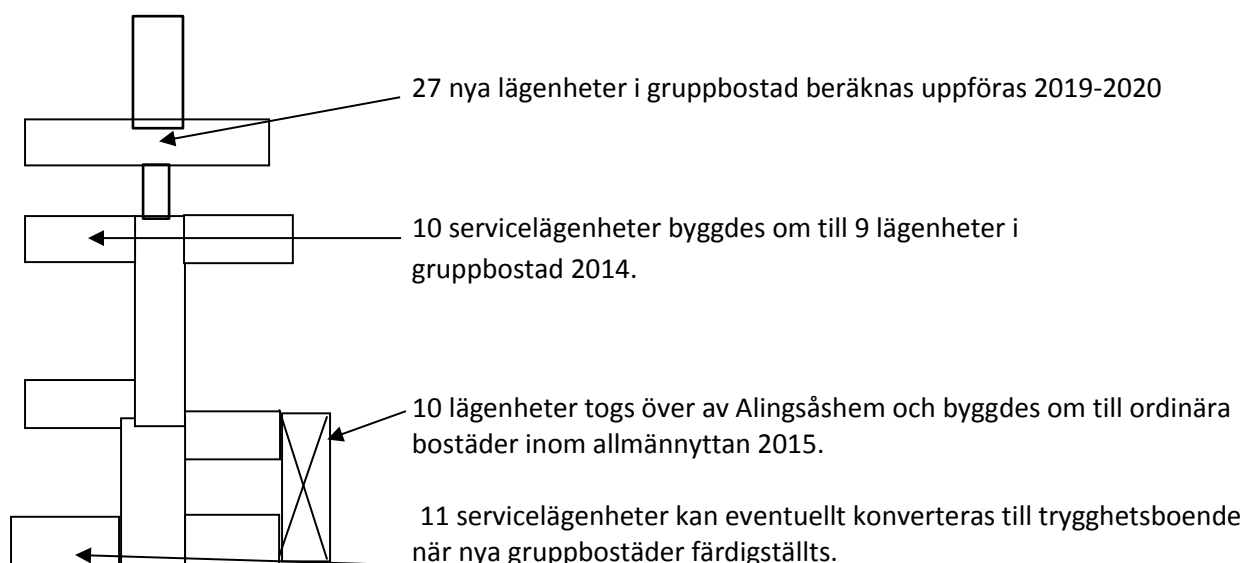 27 nya lägenheter i gruppbostad beräknas uppföras 2019-2020
10 servicelägenheter byggdes om till 9 lägenheter i
gruppbostad 2014.
10 lägenheter togs över av Alingsåshem och byggdes om till ordinära
bostäder inom allmännyttan 2015.
11 servicelägenheter kan eventuellt konverteras till trygghetsboende
när nya gruppbostäder färdigställts.